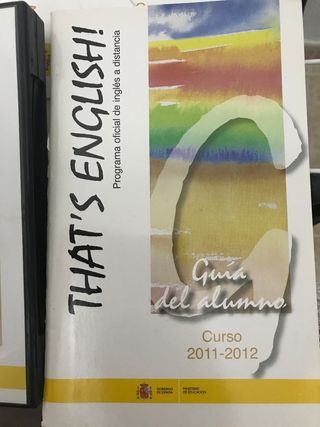 THAT'S ENGLISH!
Programa oficial de inglés a distancia
Guía
del alumno
Curso
2011-2012
GOBIERNO
DE ESPAÑA
MINISTERIO
DE EDUCACIÓN